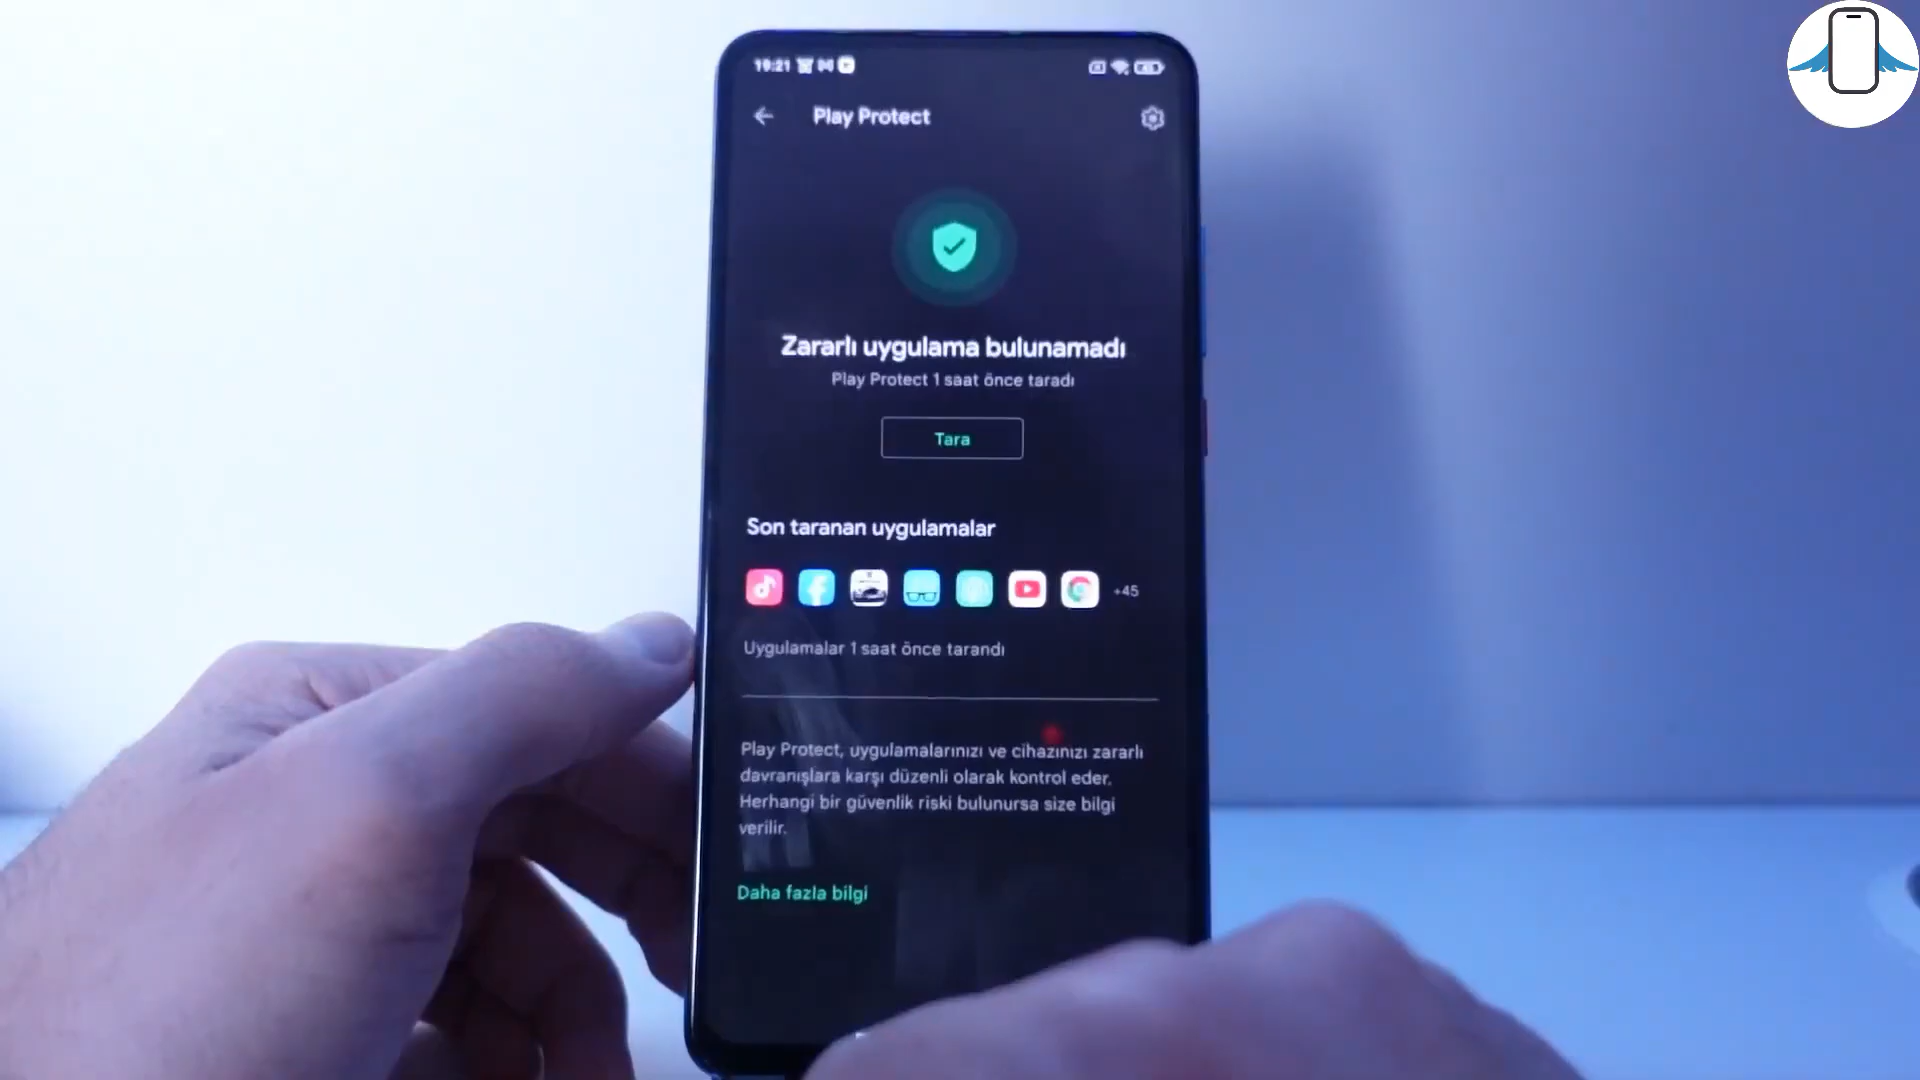 19:21
Play Protect
Zararlı uygulama bulunamadı
Play Protect 1 saat önce taradı
Tara
Son taranan uygulamalar
+45
Uygulamalar 1 saat önce tarandı
Play Protect, uygulamalarınızı ve cihazınızı zararlı
davranışlara karşı düzenli olarak kontrol eder.
Herhangi bir güvenlik riski bulunursa size bilgi
verilir.
Daha fazla bilgi